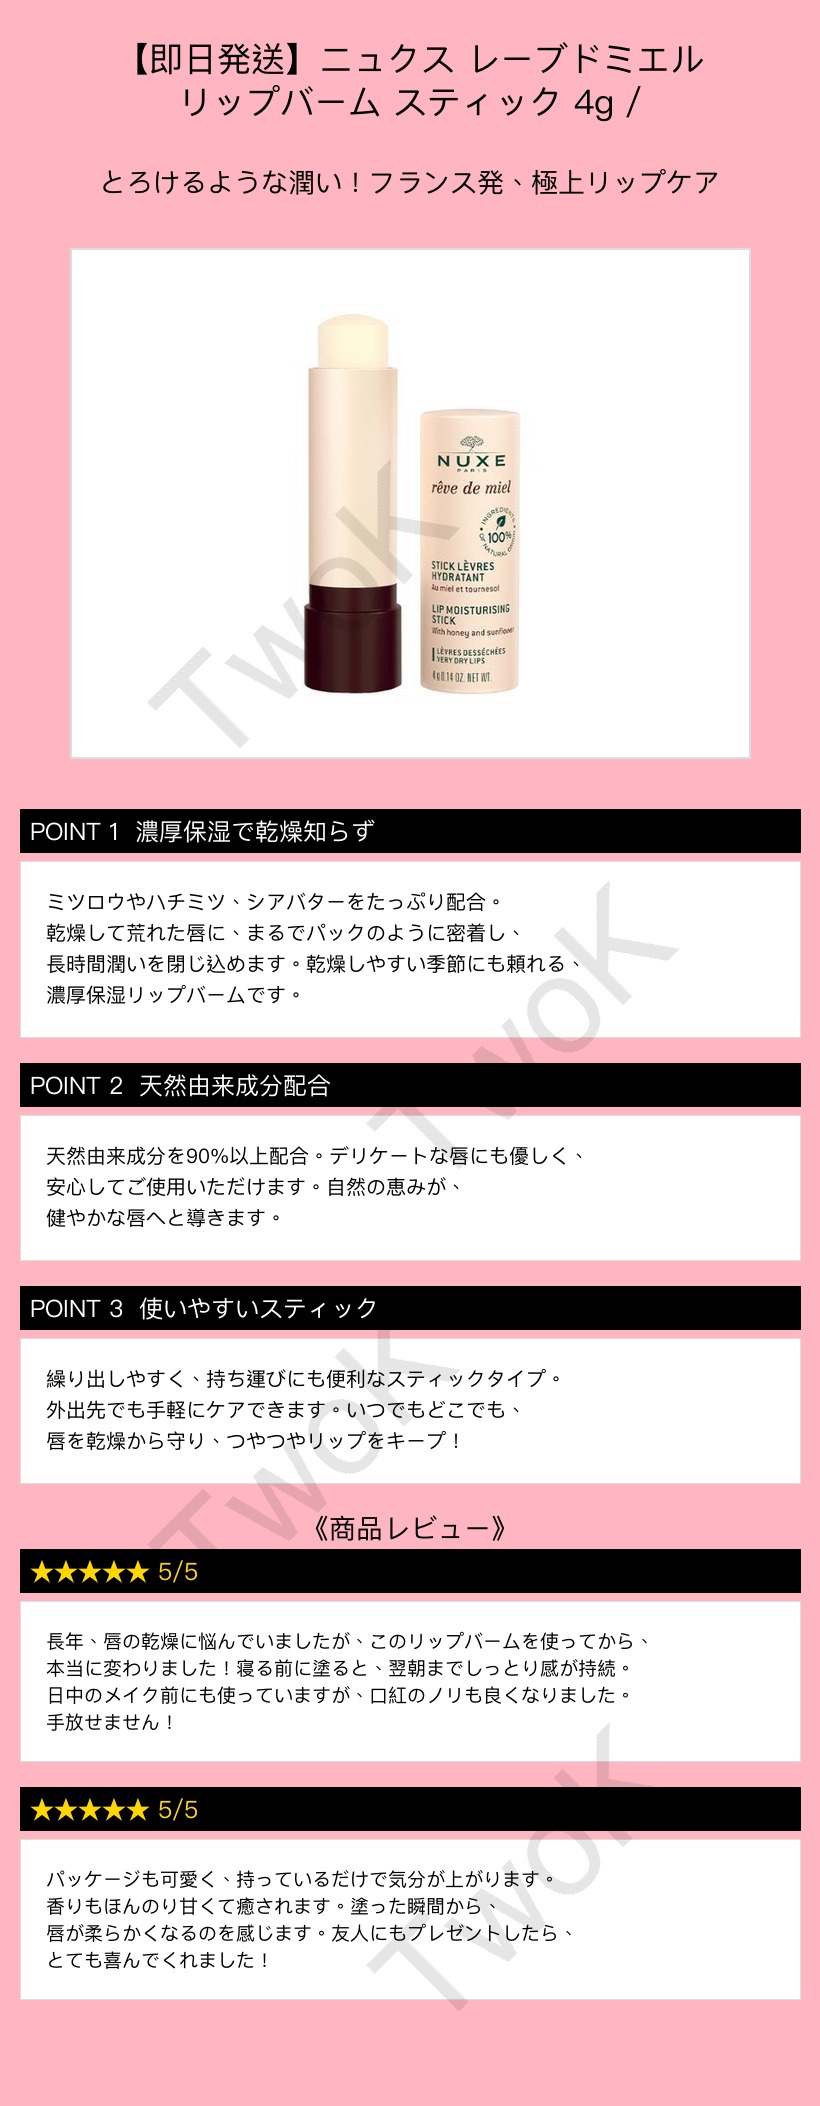 【即日発送】ニュクス レーブドミエル
リップバーム スティック 4g /
とろけるような潤い！フランス発、極上リップケア
NUXE
PARIS
rêve de miel
INGREDIENTS
100%
OF NATURAL ORIGIN
STICK LÈVRES
HYDRATANT
Au miel et tournesol
LIP MOISTURISING
STICK
With honey and sunflower
LÈVRES DESSÉCHÉES
VERY DRY LIPS
4g 0.14 OZ. NET WT.
TwoK
POINT 1 濃厚保湿で乾燥知らず
ミツロウやハチミツ、シアバターをたっぷり配合。
乾燥して荒れた唇に、まるでパックのように密着し、
長時間潤いを閉じ込めます。乾燥しやすい季節にも頼れる、
濃厚保湿リップバームです。
TwoK
POINT 2 天然由来成分配合
天然由来成分を90%以上配合。デリケートな唇にも優しく、
安心してご使用いただけます。自然の恵みが、
健やかな唇へと導きます。
POINT 3 使いやすいスティック
繰り出しやすく、持ち運びにも便利なスティックタイプ。
外出先でも手軽にケアできます。いつでもどこでも、
唇を乾燥から守り、つやつやリップをキープ！
TwoK
《商品レビュー》
★★★★★ 5/5
長年、唇の乾燥に悩んでいましたが、このリップバームを使ってから、
本当に変わりました！寝る前に塗ると、翌朝までしっとり感が持続。
日中のメイク前にも使っていますが、口紅のノリも良くなりました。
手放せません！
★★★★★ 5/5
パッケージも可愛く、持っているだけで気分が上がります。
香りもほんのり甘くて癒されます。塗った瞬間から、
唇が柔らかくなるのを感じます。友人にもプレゼントしたら、
とても喜んでくれました！
TwoK